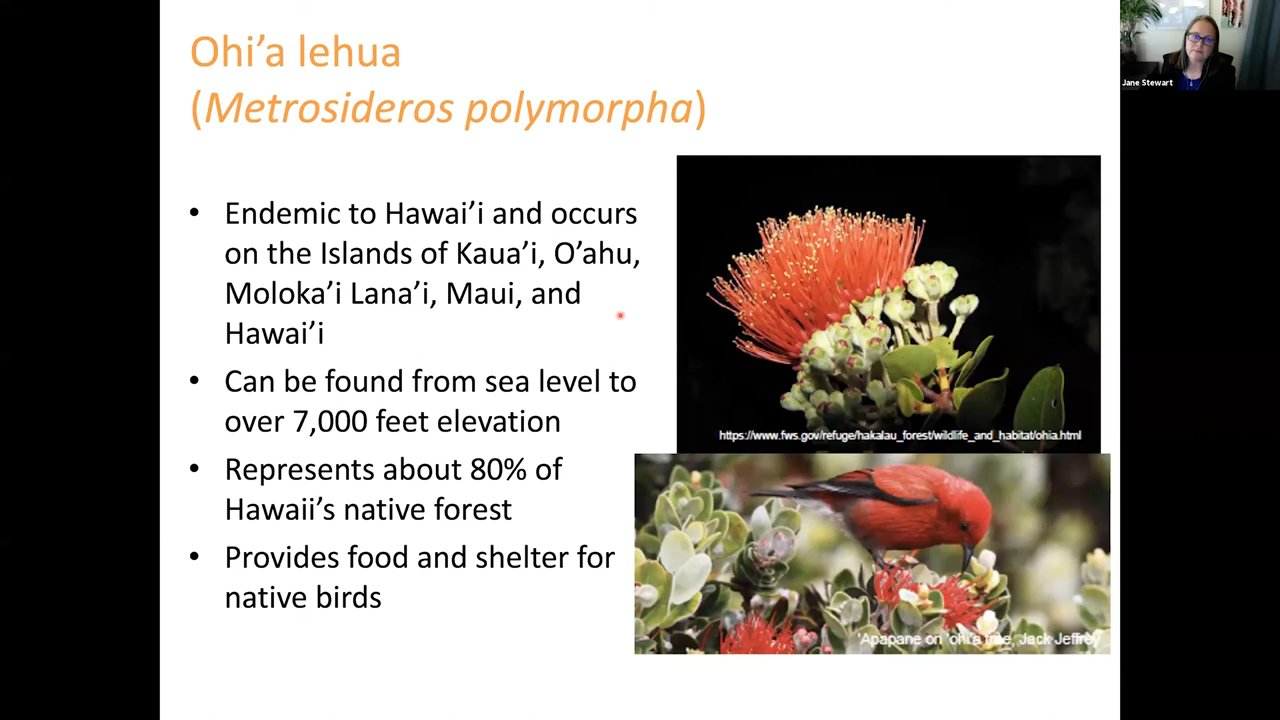 Ohi’a lehua
(Metrosideros polymorpha)
• Endemic to Hawai’i and occurs
on the Islands of Kaua’i, O’ahu,
Moloka’i Lana’i, Maui, and
Hawai’i
• Can be found from sea level to
over 7,000 feet elevation
• Represents about 80% of
Hawaii’s native forest
• Provides food and shelter for
native birds
https://www.fws.gov/refuge/hakalau_forest/wildlife_and_habitat/ohia.html
'Apapane on 'ohi'a tree, Jack Jeffrey
Jane Stewart